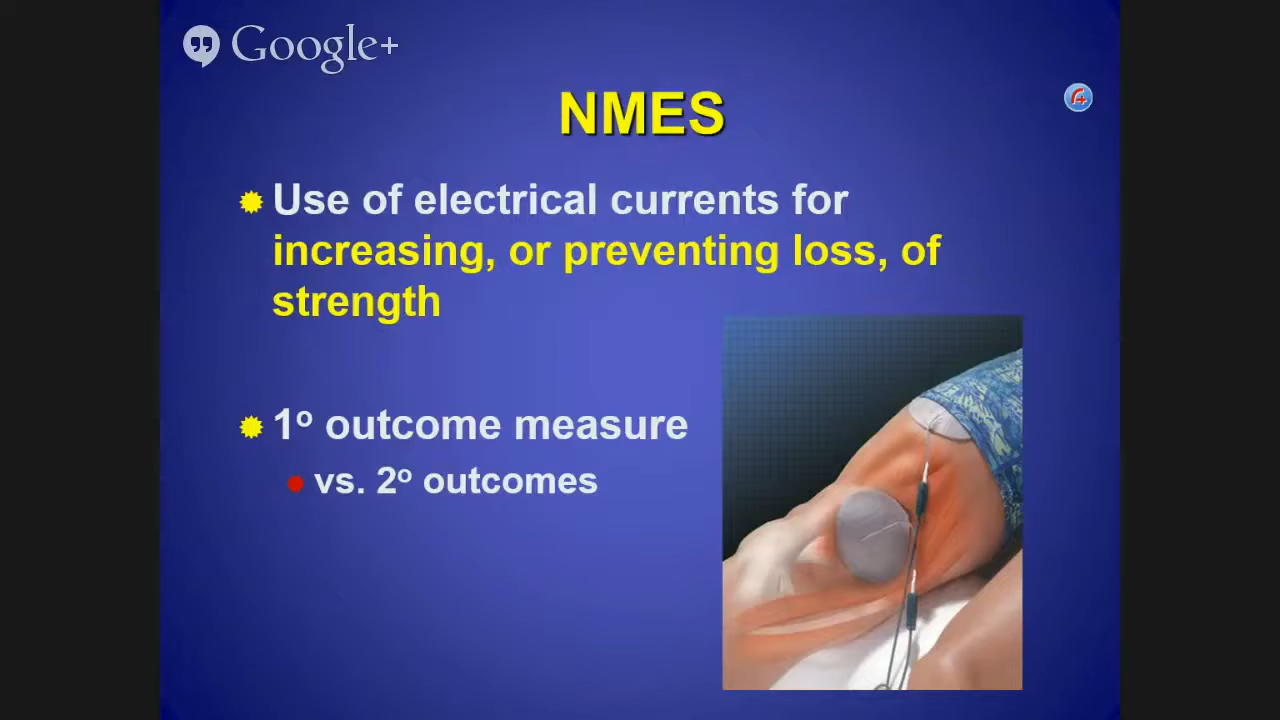 Google+
NMES
Use of electrical currents for
increasing, or preventing loss, of
strength
1º outcome measure
vs. 2º outcomes